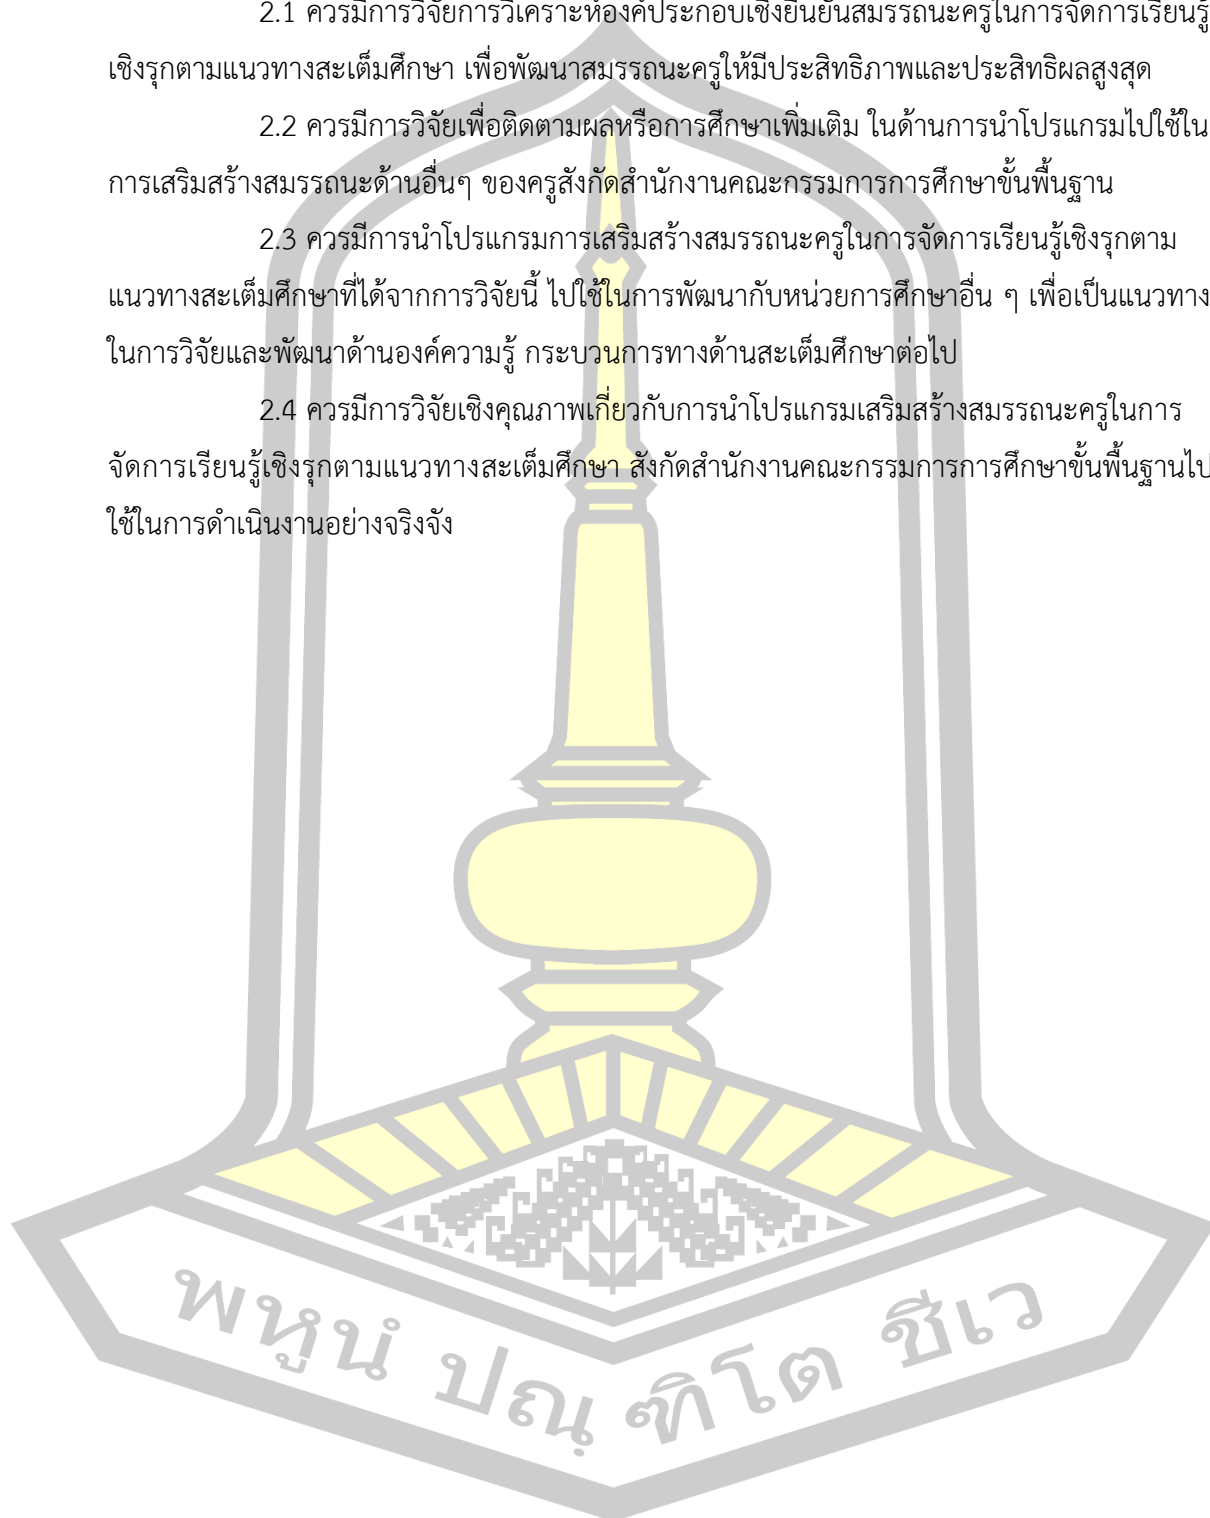 2.1 ควรมีการวิจัยการวิเคราะห์องค์ประกอบเชิงยืนยันสมรรถนะครูในการจัดการเรียนรู้
เชิงรุกตามแนวทางสะเต็มศึกษา เพื่อพัฒนาสมรรถนะครูให้มีประสิทธิภาพและประสิทธิผลสูงสุด
2.2 ควรมีการวิจัยเพื่อติดตามผลหรือการศึกษาเพิ่มเติม ในด้านการนำโปรแกรมไปใช้ใน
การเสริมสร้างสมรรถนะด้านอื่นๆ ของครูสังกัดสำนักงานคณะกรรมการการศึกษาขั้นพื้นฐาน
2.3 ควรมีการนำโปรแกรมการเสริมสร้างสมรรถนะครูในการจัดการเรียนรู้เชิงรุกตาม
แนวทางสะเต็มศึกษาที่ได้จากการวิจัยนี้ ไปใช้ในการพัฒนากับหน่วยการศึกษาอื่น ๆ เพื่อเป็นแนวทาง
ในการวิจัยและพัฒนาด้านองค์ความรู้ กระบวนการทางด้านสะเต็มศึกษาต่อไป
2.4 ควรมีการวิจัยเชิงคุณภาพเกี่ยวกับการนำโปรแกรมเสริมสร้างสมรรถนะครูในการ
จัดการเรียนรู้เชิงรุกตามแนวทางสะเต็มศึกษา สังกัดสำนักงานคณะกรรมการการศึกษาขั้นพื้นฐานไป
ใช้ในการดำเนินงานอย่างจริงจัง
พหูนํ ปณฺฑิโต ชีเว